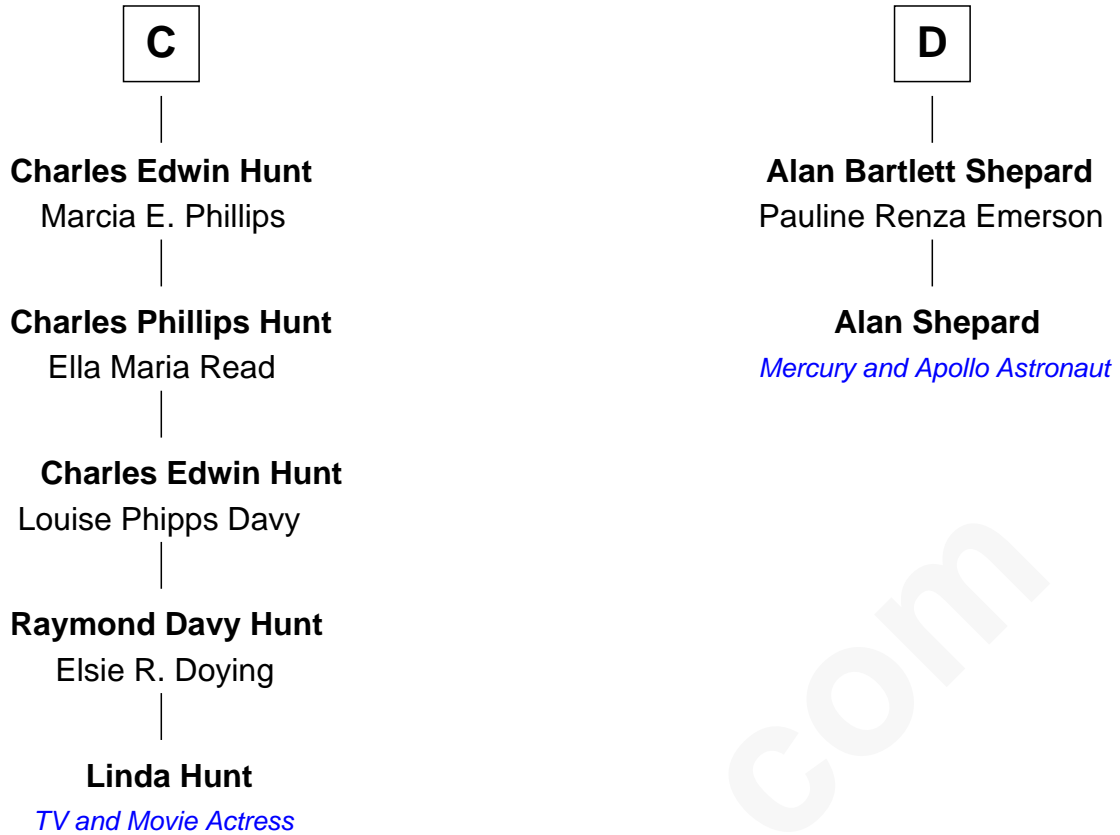 C
Charles Edwin Hunt
Marcia E. Phillips
Charles Phillips Hunt
Ella Maria Read
Charles Edwin Hunt
Louise Phipps Davy
Raymond Davy Hunt
Elsie R. Doying
Linda Hunt
TV and Movie Actress
D
Alan Bartlett Shepard
Pauline Renza Emerson
Alan Shepard
Mercury and Apollo Astronaut
com